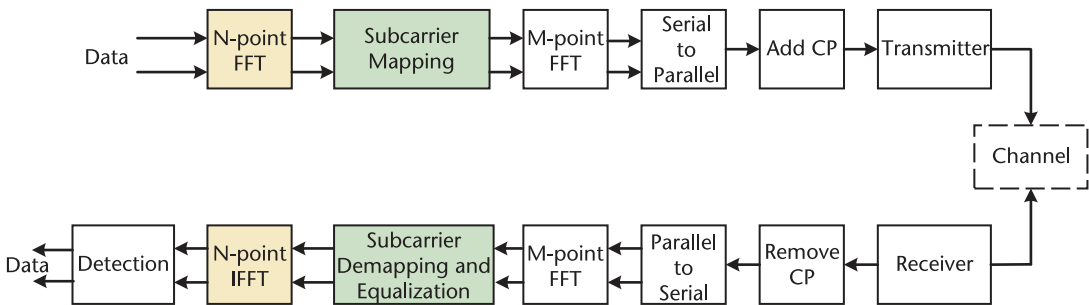 Data
N-point
FFT
Subcarrier
Mapping
M-point
FFT
Serial
to
Parallel
Add CP
Transmitter
Channel
Data
Detection
N-point
IFFT
Subcarrier
Demapping and
Equalization
M-point
FFT
Parallel
to
Serial
Remove
CP
Receiver